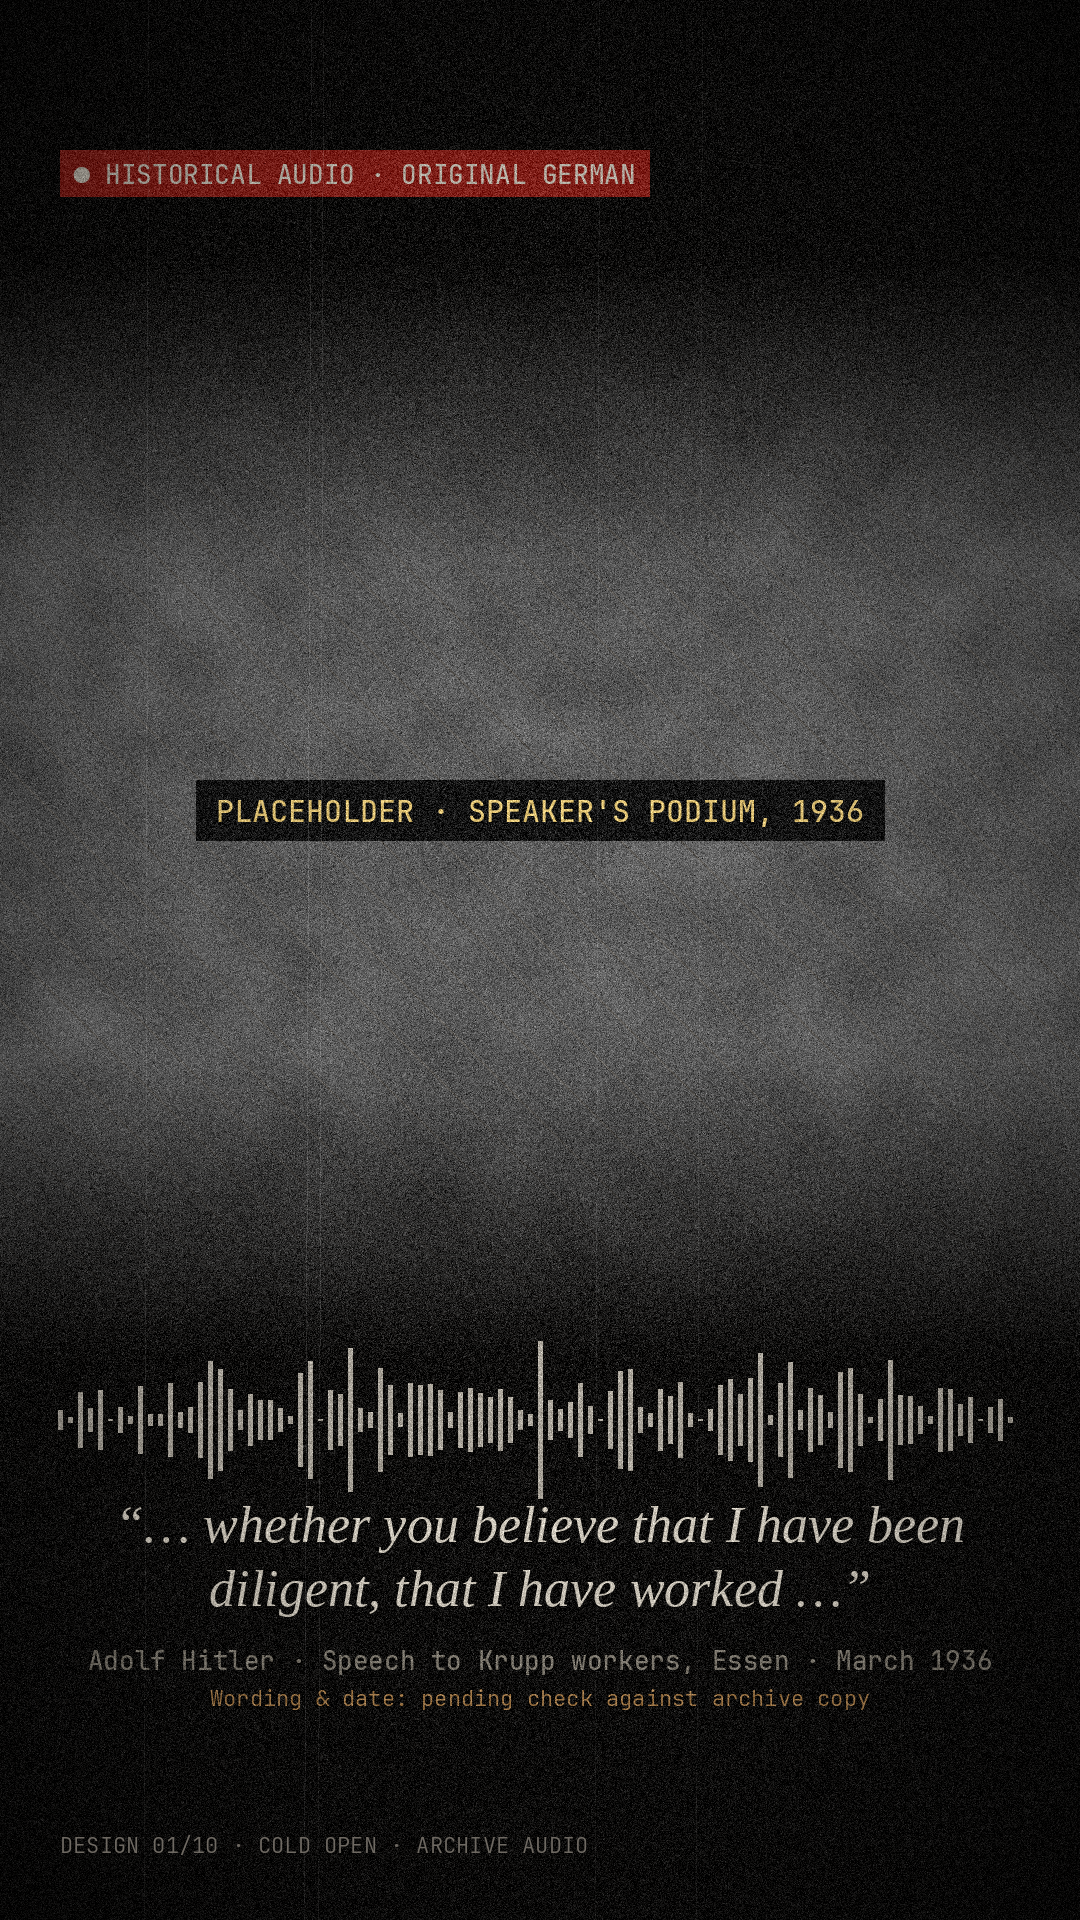 HISTORICAL AUDIO · ORIGINAL GERMAN
PLACEHOLDER · SPEAKER'S PODIUM, 1936
“… whether you believe that I have been
diligent, that I have worked …”
Adolf Hitler · Speech to Krupp workers, Essen · March 1936
Wording & date: pending check against archive copy
DESIGN 01/10 · COLD OPEN · ARCHIVE AUDIO